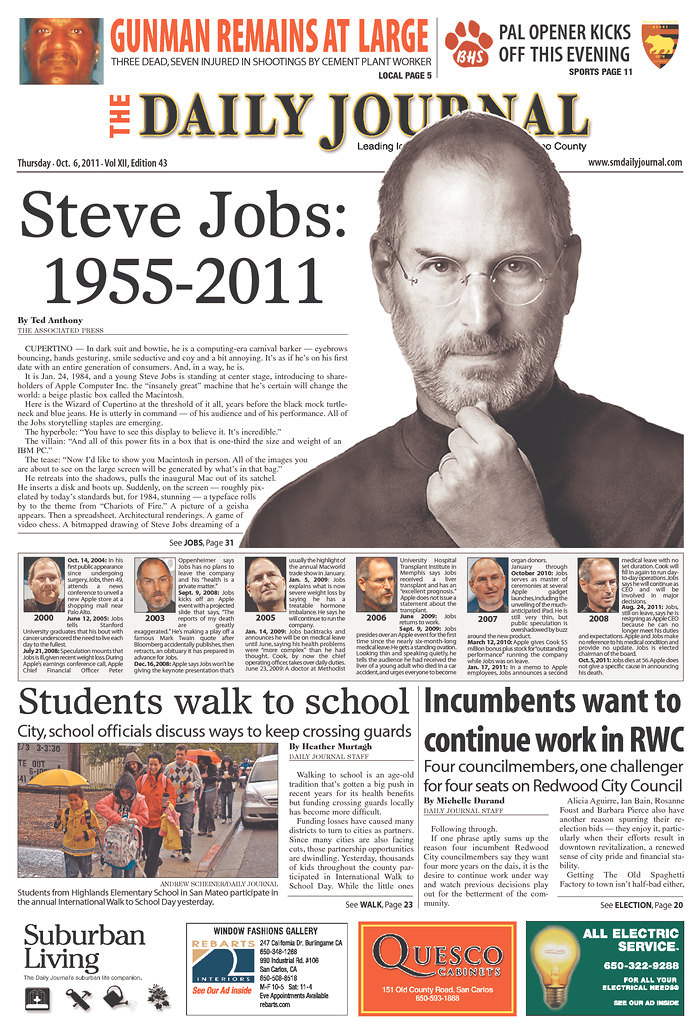 GUNMAN REMAINS AT LARGE
THREE DEAD, SEVEN INJURED IN SHOOTINGS BY CEMENT PLANT WORKER
LOCAL PAGE 5
BHS
PAL OPENER KICKS
OFF THIS EVENING
SPORTS PAGE 11
THE DAILY JOURNAL
Leading
County
Thursday • Oct. 6, 2011 • Vol XII, Edition 43
www.smdailyjournal.com
Steve Jobs:
1955-2011
By Ted Anthony
THE ASSOCIATED PRESS
CUPERTINO — In dark suit and bowtie, he is a computing-era carnival barker — eyebrows
bouncing, hands gesturing, smile seductive and coy and a bit annoying. It's as if he's on his first
date with an entire generation of consumers. And, in a way, he is.
It is Jan. 24, 1984, and a young Steve Jobs is standing at center stage, introducing to share-
holders of Apple Computer Inc. the "insanely great" machine that he's certain will change the
world: a beige plastic box called the Macintosh.
Here is the Wizard of Cupertino at the threshold of it all, years before the black mock turtle-
neck and blue jeans. He is utterly in command — of his audience and of his performance. All of
the Jobs storytelling staples are emerging.
The hyperbole: "You have to see this display to believe it. It's incredible."
The villain: "And all of this power fits in a box that is one-third the size and weight of an
IBM PC."
The tease: "Now I'd like to show you Macintosh in person. All of the images you
are about to see on the large screen will be generated by what's in that bag."
He retreats into the shadows, pulls the inaugural Mac out of its satchel.
He inserts a disk and boots up. Suddenly, on the screen — roughly pix-
elated by today's standards but, for 1984, stunning — a typeface rolls
by to the theme from "Chariots of Fire." A picture of a geisha
appears. Then a spreadsheet. Architectural renderings. A game of
video chess. A bitmapped drawing of Steve Jobs dreaming of a
See JOBS, Page 31
2000
Oct. 14, 2004: In his
first public appearance
since undergoing
surgery, Jobs, then 49,
attends a news
conference to unveil a
new Apple store at a
shopping mall near
Palo Alto.
June 12, 2005: Jobs
tells Stanford
University graduates that his bout with
cancer underscored the need to live each
day to the fullest.
July 21, 2008: Speculation mounts that
Jobs is ill, given recent weight loss. During
Apple's earnings conference call, Apple
Chief Financial Officer Peter
2003
Oppenheimer says
Jobs has no plans to
leave the company
and his "health is a
private matter."
Sept. 9, 2008: Jobs
kicks off an Apple
event with a projected
slide that says, "The
reports of my death
are greatly
exaggerated." He's making a play off a
famous Mark Twain quote after
Bloomberg accidentally publishes, then
retracts, an obituary it has prepared in
advance for Jobs.
Dec. 16, 2008: Apple says Jobs won't be
giving the keynote presentation that's
2005
usually the highlight of
the annual Macworld
trade show in January.
Jan. 5, 2009: Jobs
explains what is now
severe weight loss by
saying he has a
treatable hormone
imbalance. He says he
will continue to run the
company.
Jan. 14, 2009: Jobs backtracks and
announces he will be on medical leave
until June, saying his health problems
were "more complex" than he had
thought. Cook, by now the chief
operating officer, takes over daily duties.
June 23, 2009: A doctor at Methodist
2006
University Hospital
Transplant Institute in
Memphis says Jobs
received a liver
transplant and has an
"excellent prognosis."
Apple does not issue a
statement about the
transplant.
June 2009: Jobs
returns to work.
Sept. 9, 2009: Jobs
presides over an Apple event for the first
time since the nearly six-month-long
medical leave. He gets a standing ovation.
Looking thin and speaking quietly, he
tells the audience he had received the
liver of a young adult who died in a car
accident, and urges everyone to become
2007
organ donors.
January through
October 2010: Jobs
serves as master of
ceremonies at several
Apple gadget
launches, including the
unveiling of the much-
anticipated iPad. He is
still very thin, but
public speculation is
overshadowed by buzz
around the new product.
March 12, 2010: Apple gives Cook $5
million bonus plus stock for "outstanding
performance" running the company
while Jobs was on leave.
Jan. 17, 2011: In a memo to Apple
employees, Jobs announces a second
2008
medical leave with no
set duration. Cook will
fill in again to run day-
to-day operations. Jobs
says he will continue as
CEO and will be
involved in major
decisions.
Aug. 24, 2011: Jobs,
still on leave, says he is
resigning as Apple CEO
because he can no
longer meet his duties
and expectations. Apple and Jobs make
no reference to his medical condition and
provide no update. Jobs is elected
chairman of the board.
Oct. 5, 2011: Jobs dies at 56. Apple does
not give a specific cause in announcing
his death.
Students walk to school
City, school officials discuss ways to keep crossing guards
ANDREW SCHEINER/DAILY JOURNAL
Students from Highlands Elementary School in San Mateo participate in
the annual International Walk to School Day yesterday.
By Heather Murtagh
DAILY JOURNAL STAFF
Walking to school is an age-old
tradition that's gotten a big push in
recent years for its health benefits
but funding crossing guards locally
has become more difficult.
Funding losses have caused many
districts to turn to cities as partners.
Since many cities are also facing
cuts, those partnership opportunities
are dwindling. Yesterday, thousands
of kids throughout the county par-
ticipated in International Walk to
School Day. While the little ones
See WALK, Page 23
Incumbents want to
continue work in RWC
Four councilmembers, one challenger
for four seats on Redwood City Council
By Michelle Durand
DAILY JOURNAL STAFF
Following through.
If one phrase aptly sums up the
reason four incumbent Redwood
City councilmembers say they want
four more years on the dais, it is the
desire to continue work under way
and watch previous decisions play
out for the betterment of the com-
munity.
Alicia Aguirre, Ian Bain, Rosanne
Foust and Barbara Pierce also have
another reason spurring their re-
election bids — they enjoy it, partic-
ularly when their efforts result in
downtown revitalization, a renewed
sense of city pride and financial sta-
bility.
Getting The Old Spaghetti
Factory to town isn't half-bad either,
See ELECTION, Page 20
Suburban
Living
The Daily Journal's suburban life companion.
WINDOW FASHIONS GALLERY
REBARTS
INTERIORS
See Our Ad inside
247 California Dr. Burlingame CA
650-348-1268
990 Industrial Rd. #106
San Carlos, CA
650-508-8518
M-F 10-5 Sat: 11-4
Eve Appointments Available
rebarts.com
QUESCO
CABINETS
151 Old County Road, San Carlos
650-593-1888
ALL ELECTRIC
SERVICE.
650-322-9288
FOR ALL YOUR
ELECTRICAL NEEDS
SEE OUR AD INSIDE